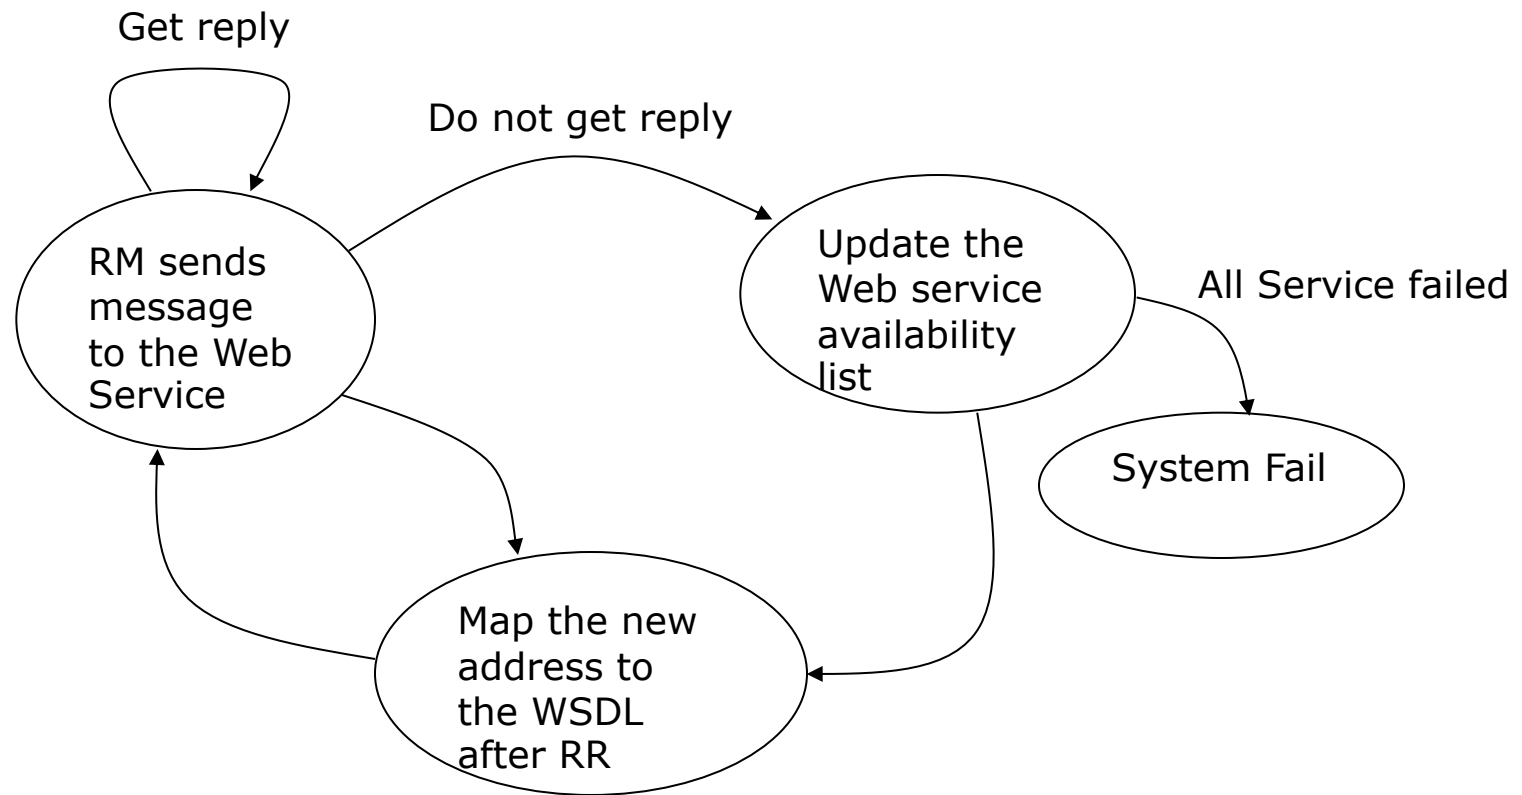 Get reply
Do not get reply
RM sends
message
to the Web
Service
Update the
Web service
availability
list
All Service failed
System Fail
Map the new
address to
the WSDL
after RR